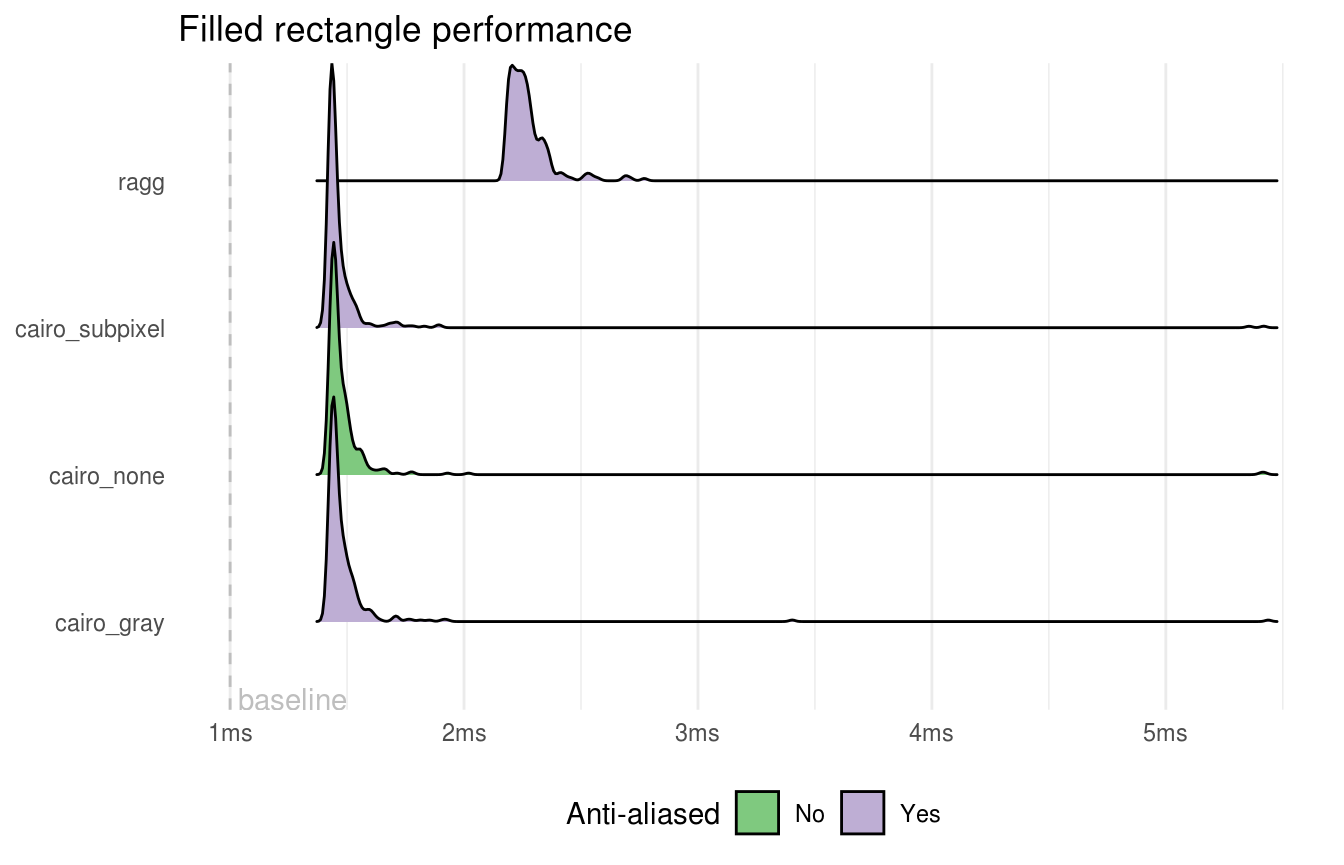 Filled rectangle performance
ragg
cairo_subpixel
cairo_none
cairo_gray
baseline
1ms 2ms 3ms 4ms 5ms
Anti-aliased No Yes